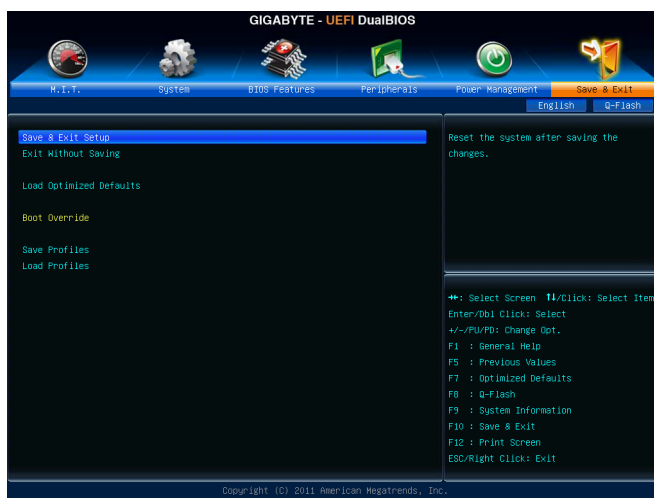 GIGABYTE - UEFI DualBIOS
M.I.T. System BIOS Features Peripherals Power Management Save & Exit
English Q-Flash
Save & Exit Setup
Exit Without Saving
Load Optimized Defaults
Boot Override
Save Profiles
Load Profiles
Reset the system after saving the
changes.
→←: Select Screen ↑↓/Click: Select Item
Enter/Dbl Click: Select
+/-/PU/PD: Change Opt.
F1 : General Help
F5 : Previous Values
F7 : Optimized Defaults
F8 : Q-Flash
F9 : System Information
F10 : Save & Exit
F12 : Print Screen
ESC/Right Click: Exit
Copyright (C) 2011 American Megatrends, Inc.